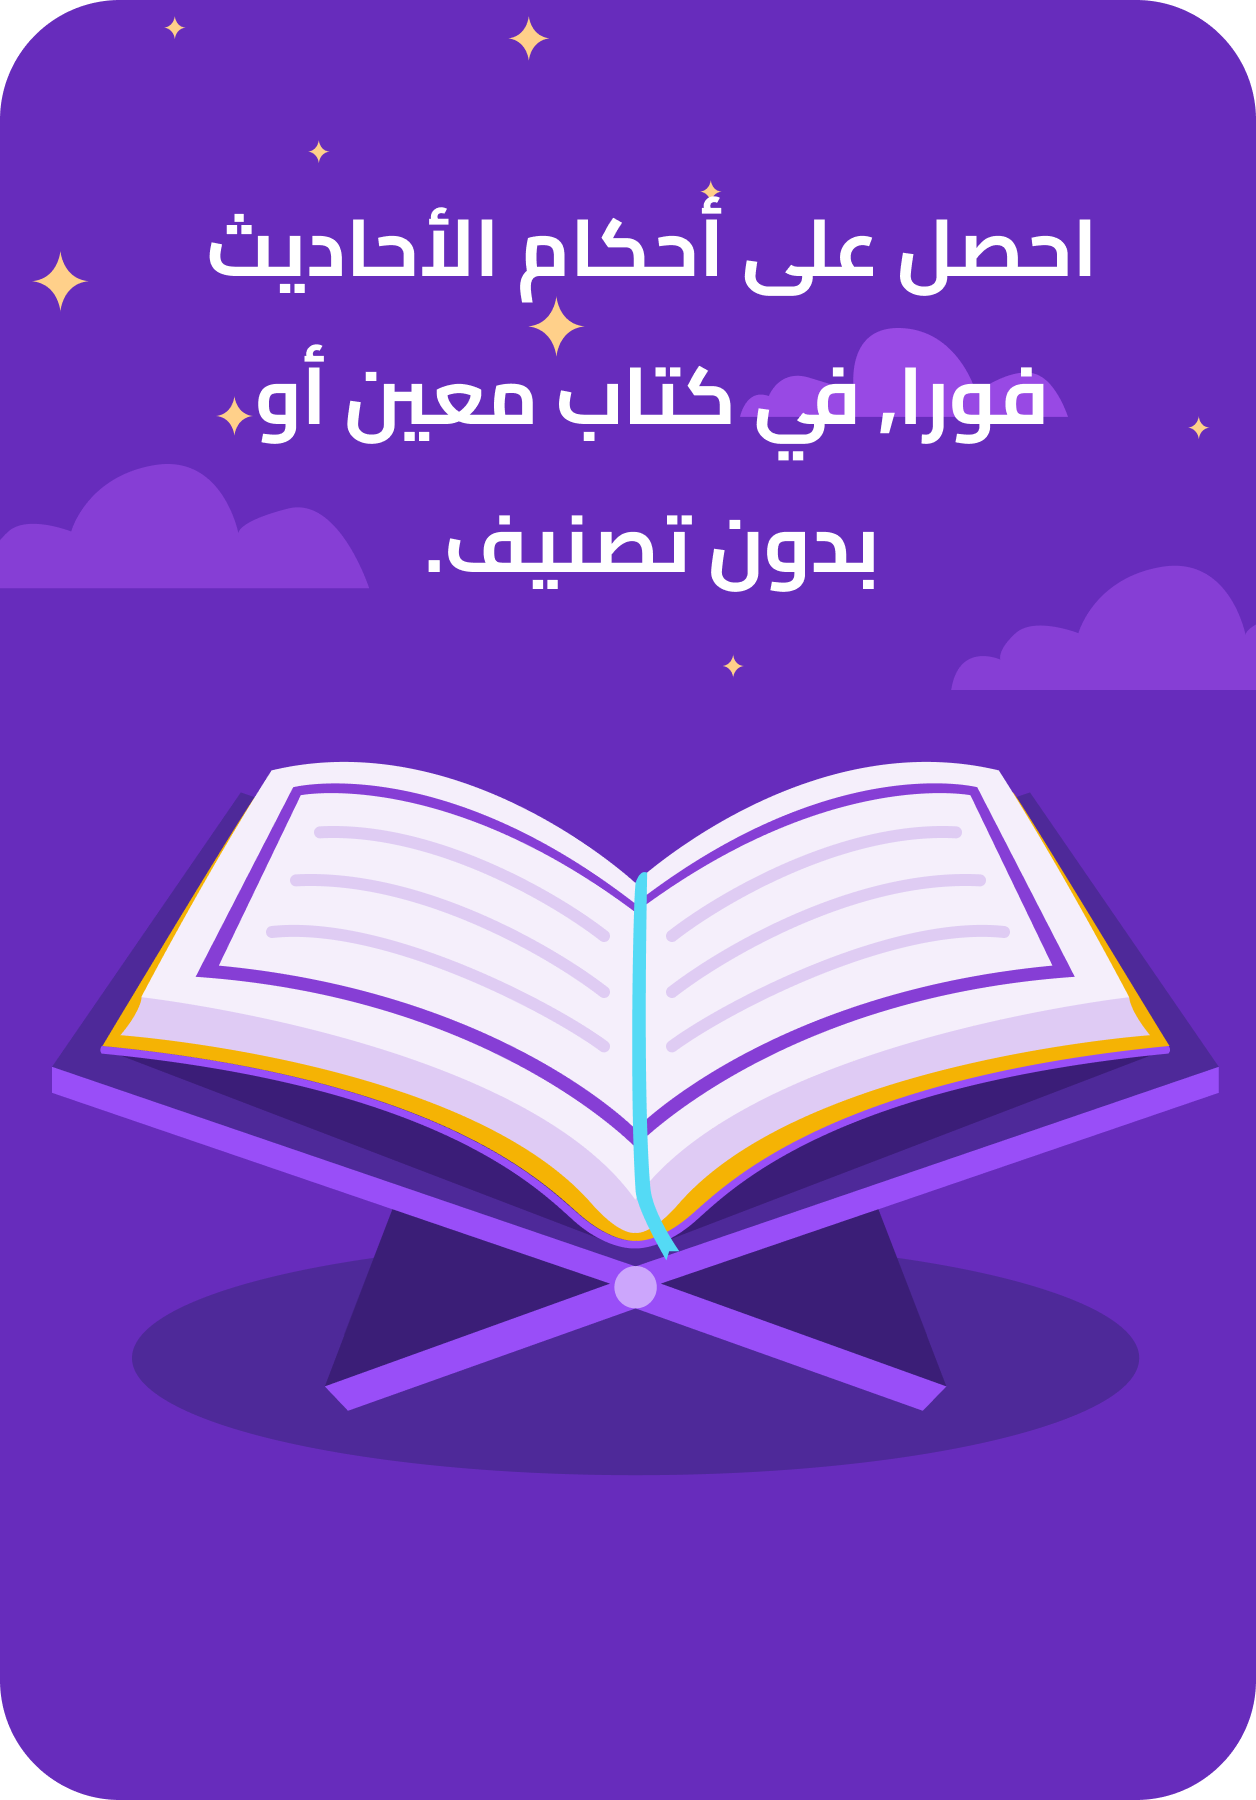 احصل على أحكام الأحاديث
فورا, في كتاب معين أو
بدون تصنيف.